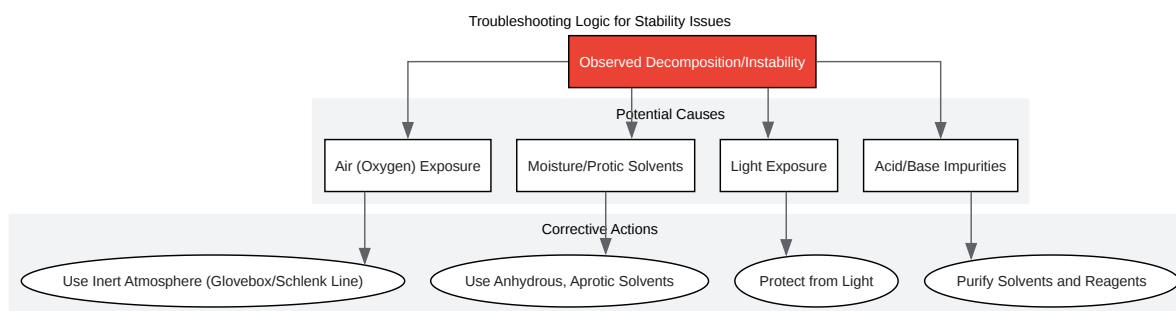 Troubleshooting Logic for Stability Issues
Observed Decomposition/Instability
Potential Causes
Air (Oxygen) Exposure
Moisture/Protic Solvents
Light Exposure
Acid/Base Impurities
Corrective Actions
Use Inert Atmosphere (Glovebox/Schlenk Line)
Use Anhydrous, Aprotic Solvents
Protect from Light
Purify Solvents and Reagents